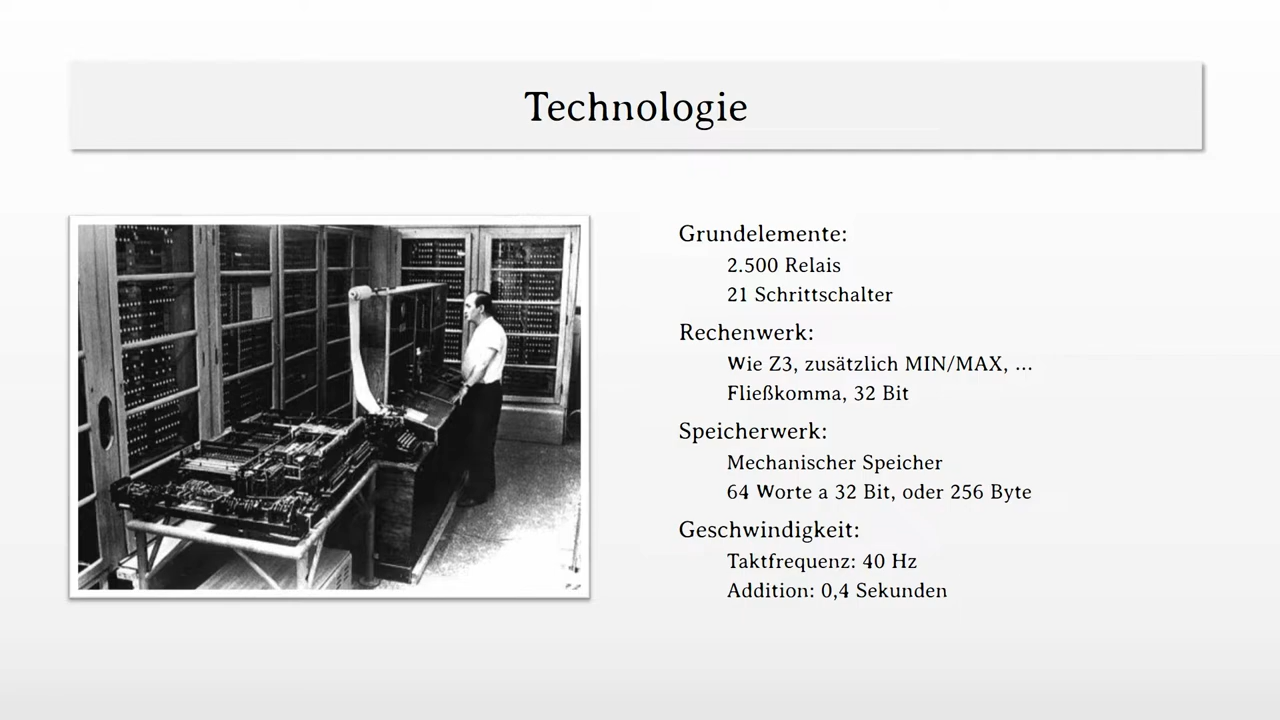 Technologie
Grundelemente:
2.500 Relais
21 Schrittschalter
Rechenwerk:
Wie Z3, zusätzlich MIN/MAX, ...
Fließkomma, 32 Bit
Speicherwerk:
Mechanischer Speicher
64 Worte a 32 Bit, oder 256 Byte
Geschwindigkeit:
Taktfrequenz: 40 Hz
Addition: 0,4 Sekunden